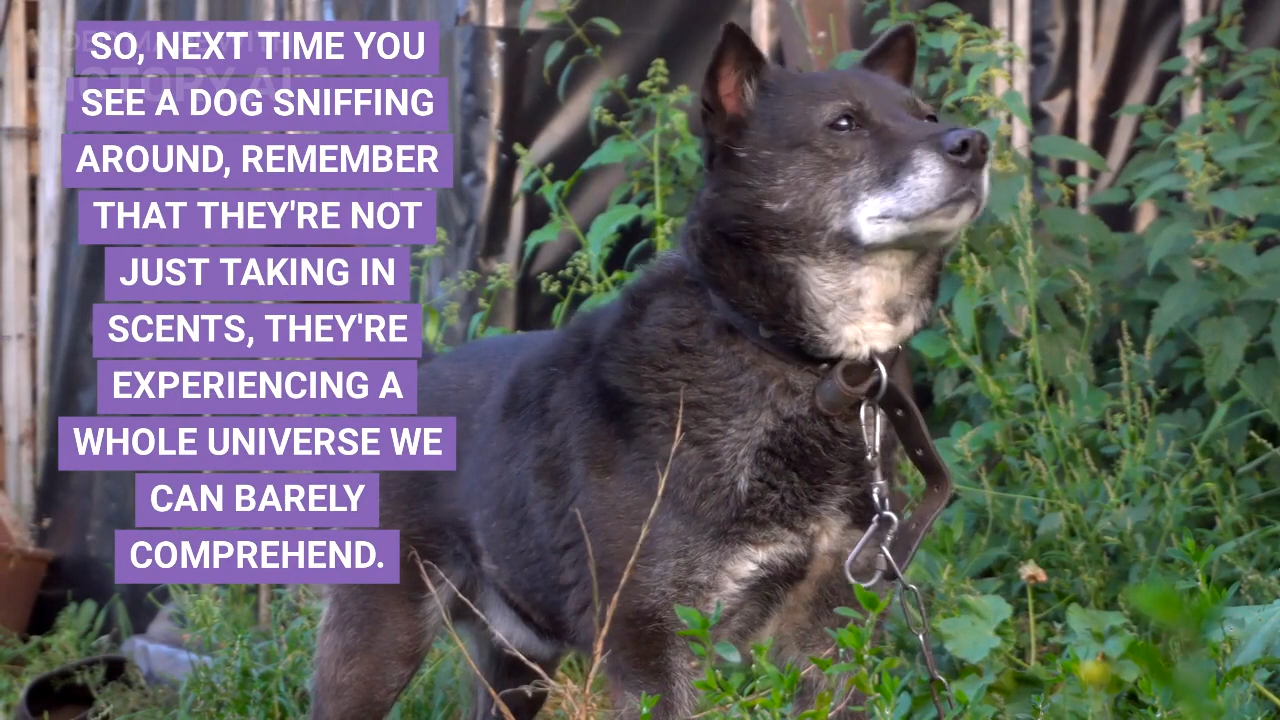 SO, NEXT TIME YOU
SEE A DOG SNIFFING
AROUND, REMEMBER
THAT THEY'RE NOT
JUST TAKING IN
SCENTS, THEY'RE
EXPERIENCING A
WHOLE UNIVERSE WE
CAN BARELY
COMPREHEND.